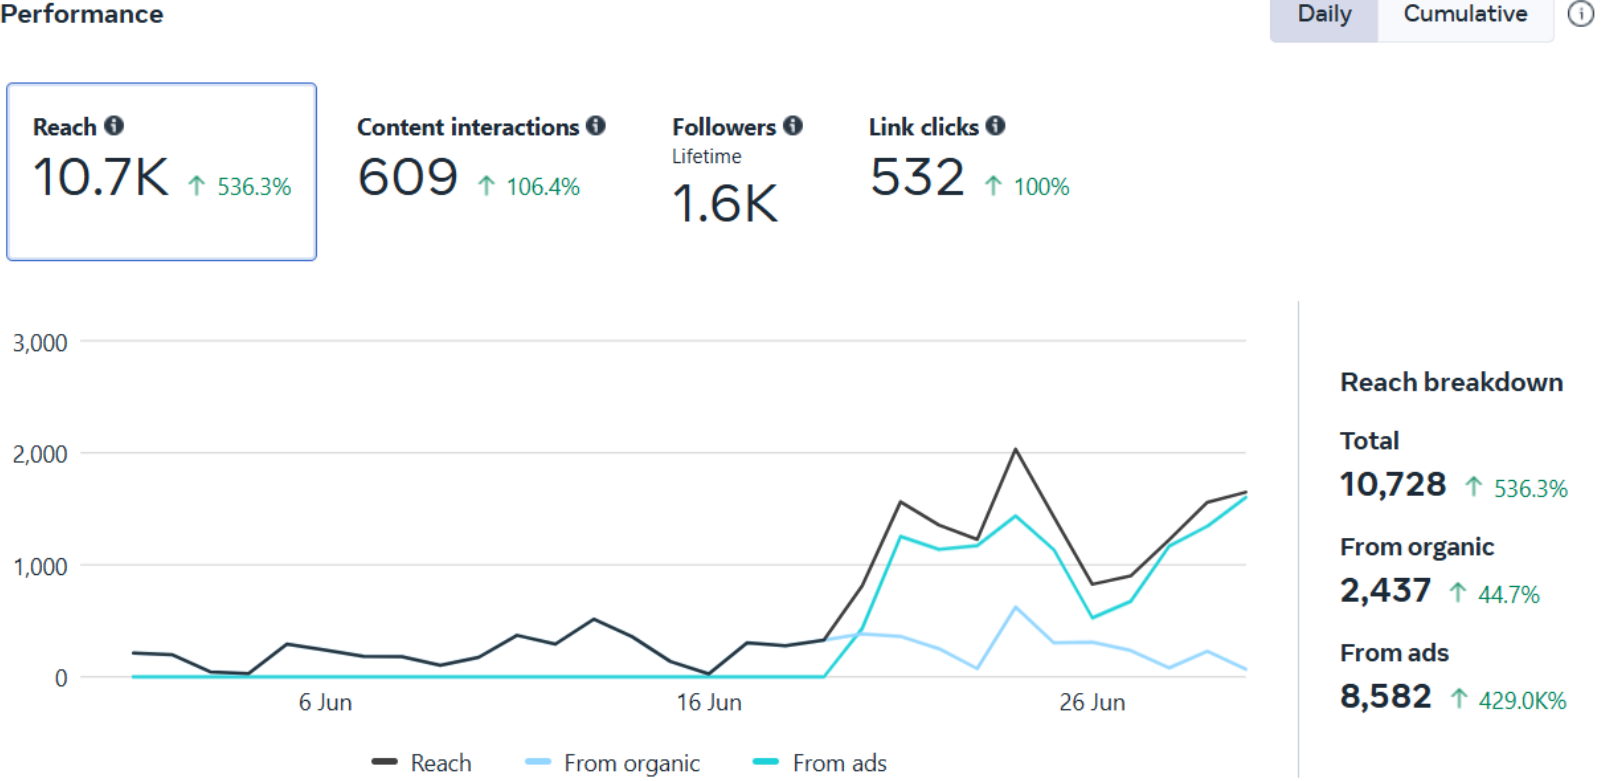 Performance
Daily Cumulative
Reach
10.7K ↑ 536.3%
Content interactions
609 ↑ 106.4%
Followers
Lifetime
1.6K
Link clicks
532 ↑ 100%
3,000
2,000
1,000
0
6 Jun 16 Jun 26 Jun
Reach From organic From ads
Reach breakdown
Total
10,728 ↑ 536.3%
From organic
2,437 ↑ 44.7%
From ads
8,582 ↑ 429.0K%